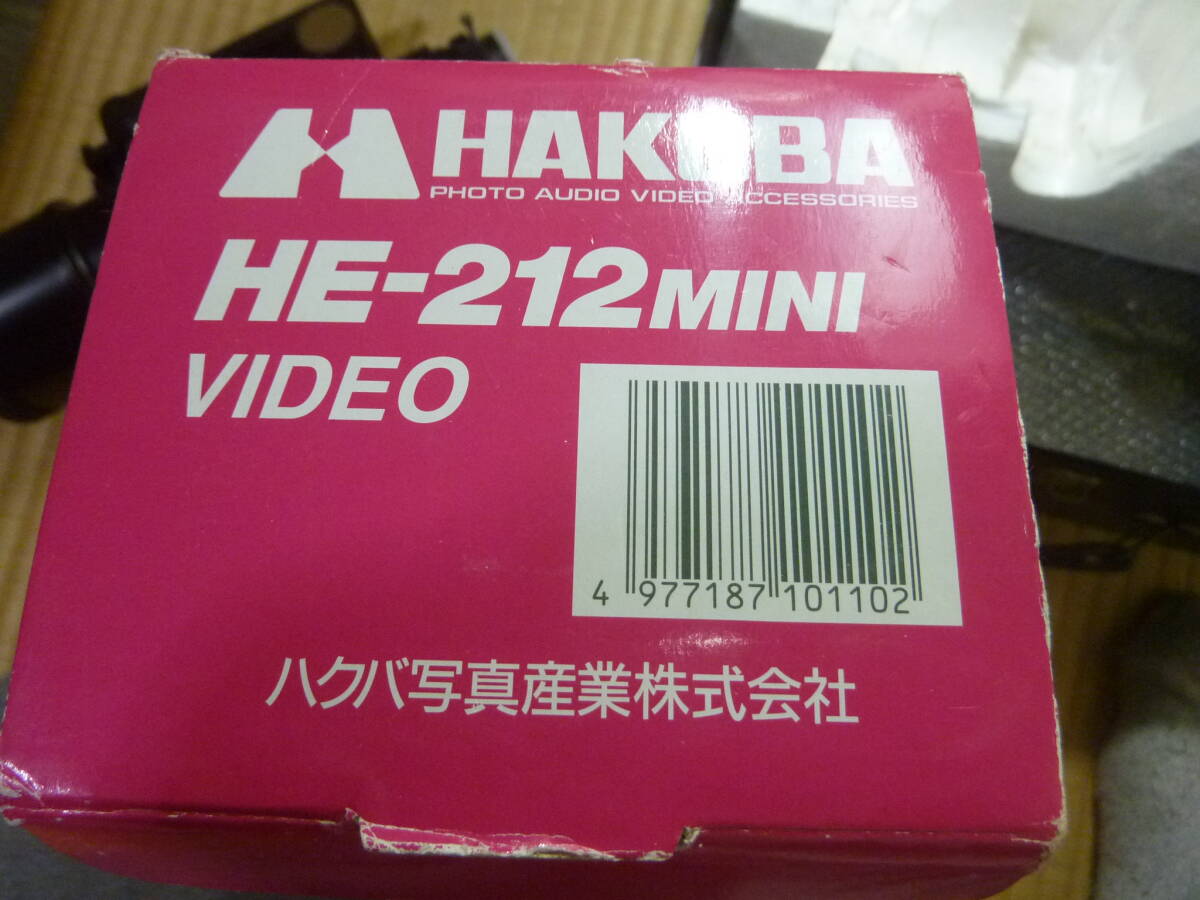 HAKUBA
PHOTO AUDIO VIDEO ACCESSORIES
HE-212MINI
VIDEO
4 977187 101102
ハクバ写真産業株式会社